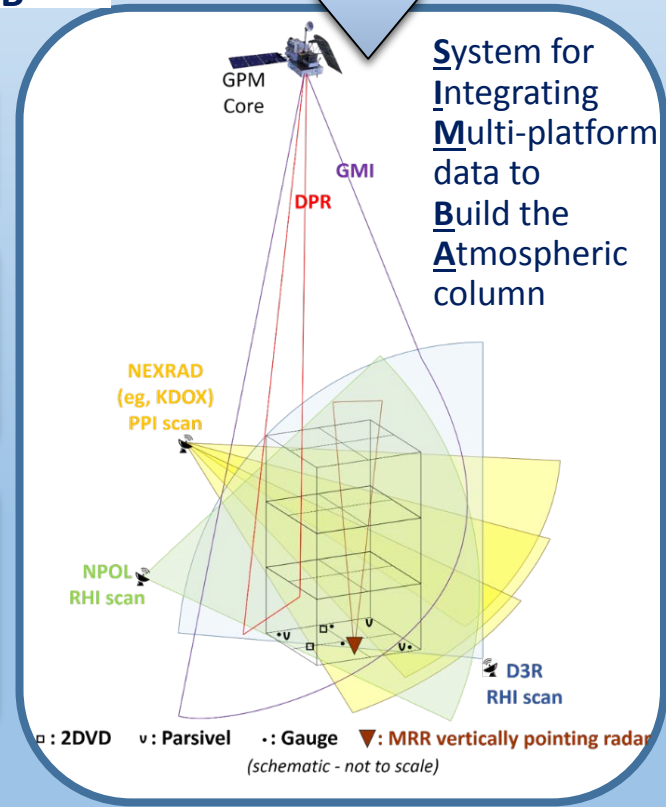 GPM
Core
System for
Integrating
Multi-platform
data to
Build the
Atmospheric
column
GMI
DPR
NEXRAD
(eg, KDOX)
PPI scan
NPOL
RHI scan
D3R
RHI scan
: 2DVD v : Parsivel • : Gauge : MRR vertically pointing radar
(schematic - not to scale)